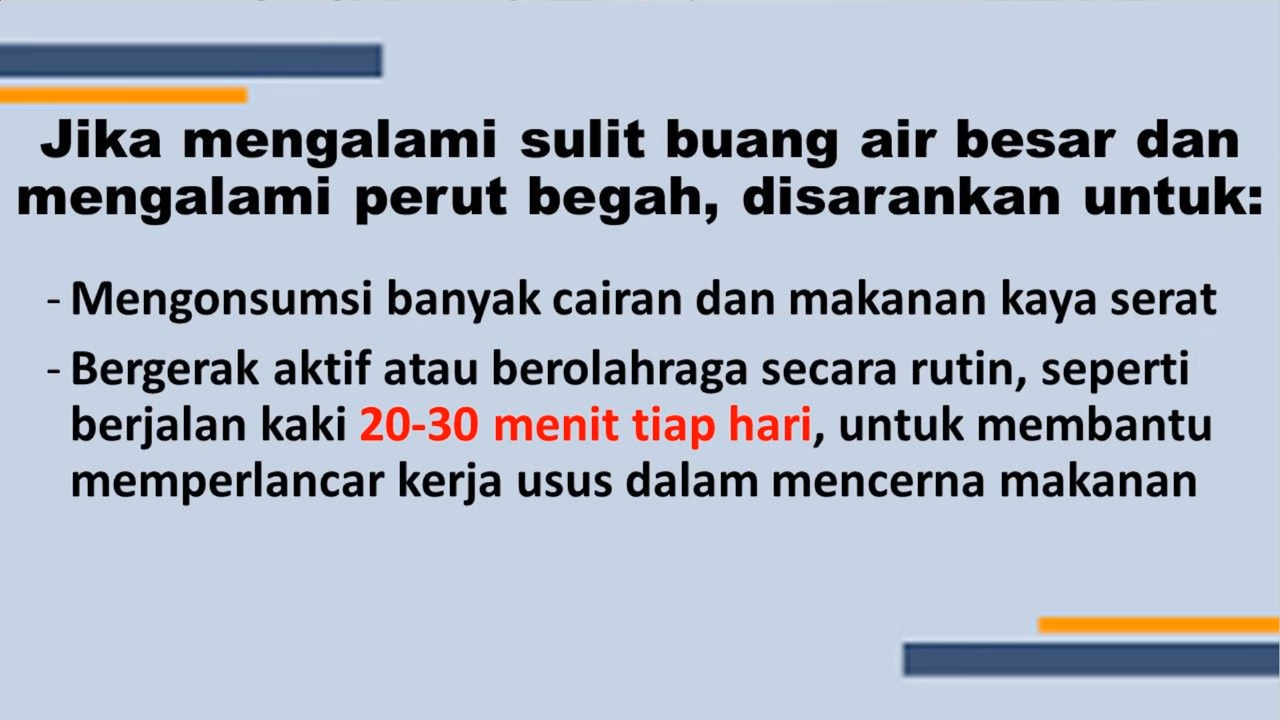 Jika mengalami sulit buang air besar dan
mengalami perut begah, disarankan untuk:
- Mengonsumsi banyak cairan dan makanan kaya serat
- Bergerak aktif atau berolahraga secara rutin, seperti
berjalan kaki 20-30 menit tiap hari, untuk membantu
memperlancar kerja usus dalam mencerna makanan